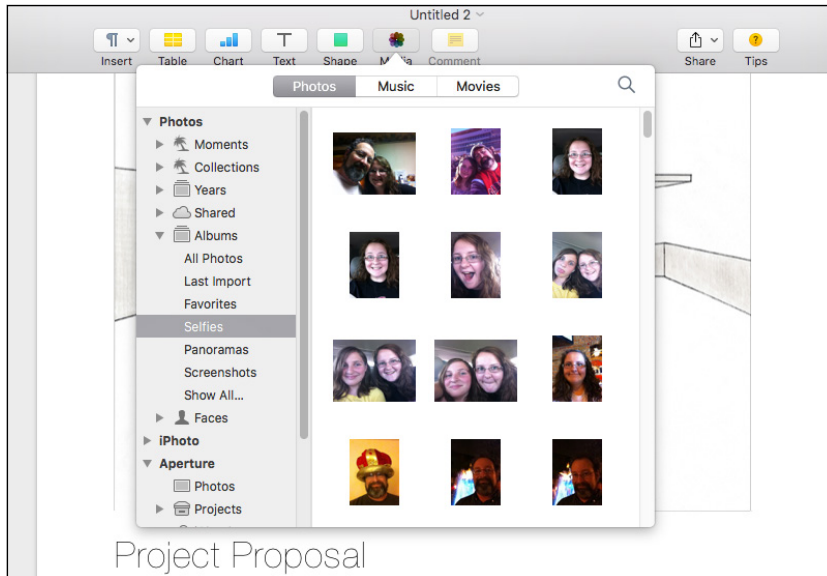 Untitled 2
Insert Table Chart Text Shape Media Comment Share Tips
Photos Music Movies
Photos
Moments
Collections
Years
Shared
Albums
All Photos
Last Import
Favorites
Selfies
Panoramas
Screenshots
Show All...
Faces
iPhoto
Aperture
Photos
Projects
Project Proposal